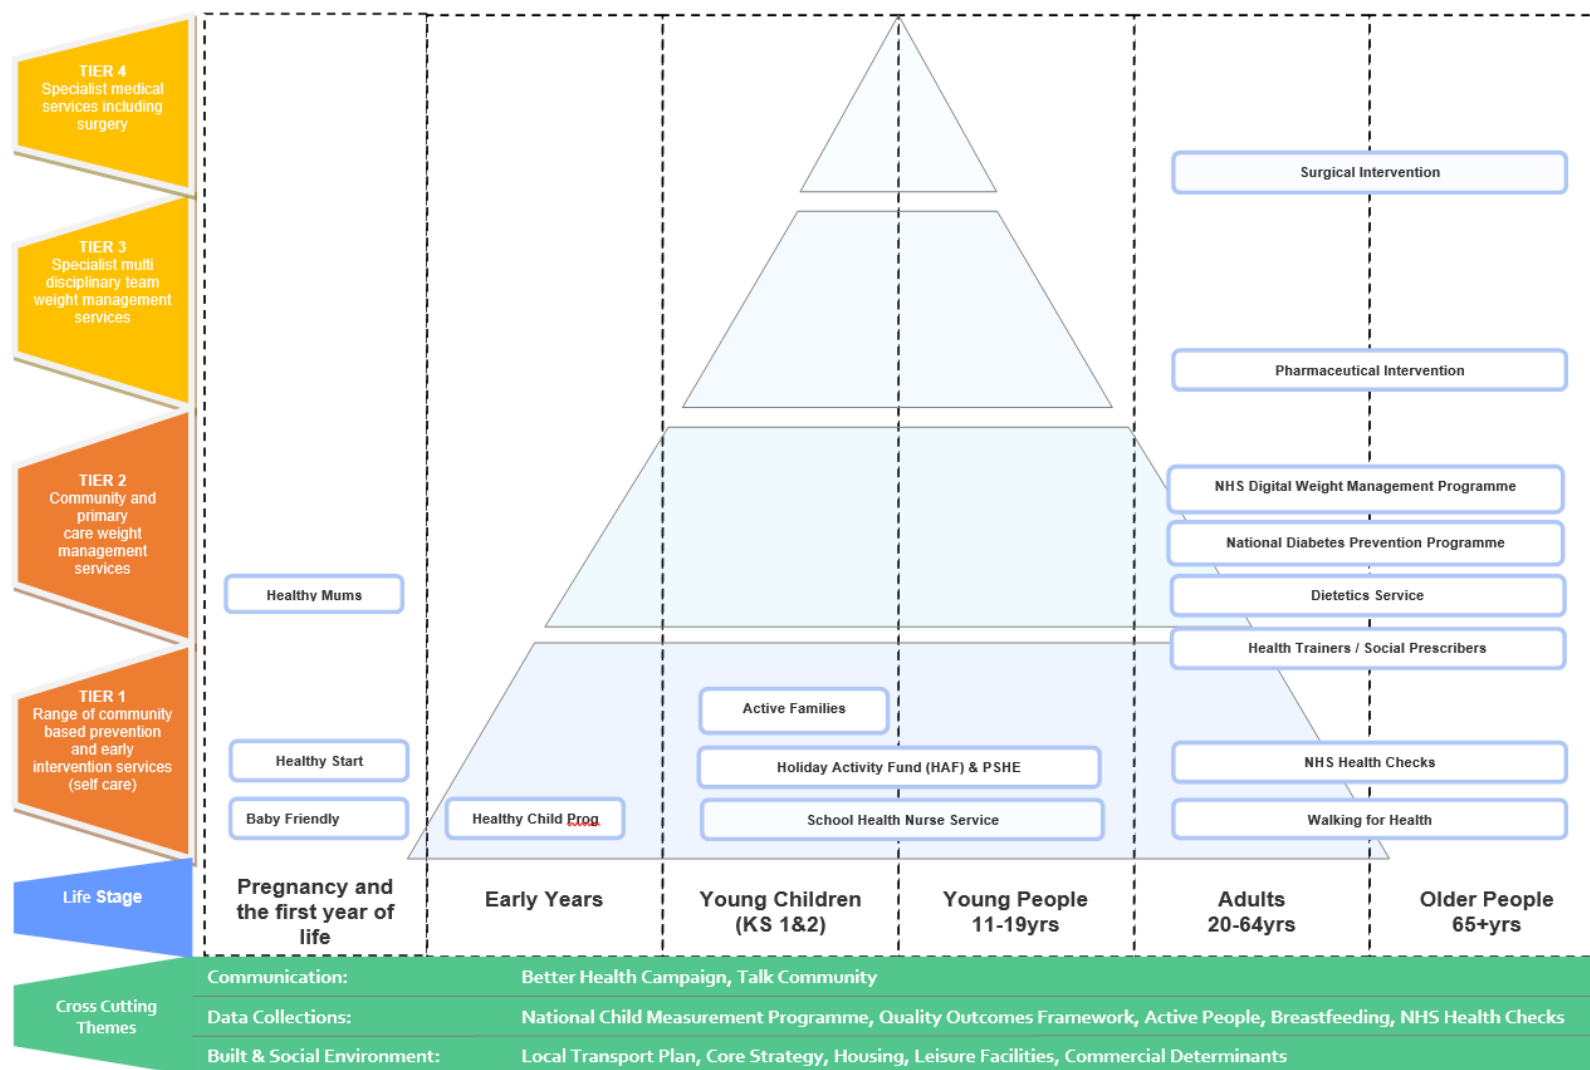 TIER 4
Specialist medical
services including
surgery
Surgical Intervention
TIER 3
Specialist multi
disciplinary team
weight management
services
Pharmaceutical Intervention
TIER 2
Community and
primary
care weight
management
services
NHS Digital Weight Management Programme
National Diabetes Prevention Programme
Healthy Mums
Dietetics Service
Health Trainers / Social Prescribers
TIER 1
Range of community
based prevention
and early
intervention services
(self care)
Active Families
Healthy Start
Holiday Activity Fund (HAF) & PSHE
NHS Health Checks
Baby Friendly
Healthy Child Prog
School Health Nurse Service
Walking for Health
Life Stage
Pregnancy and
the first year of
life
Early Years
Young Children
(KS 1&2)
Young People
11-19yrs
Adults
20-64yrs
Older People
65+yrs
Cross Cutting
Themes
Communication: Better Health Campaign, Talk Community
Data Collections: National Child Measurement Programme, Quality Outcomes Framework, Active People, Breastfeeding, NHS Health Checks
Built & Social Environment: Local Transport Plan, Core Strategy, Housing, Leisure Facilities, Commercial Determinants